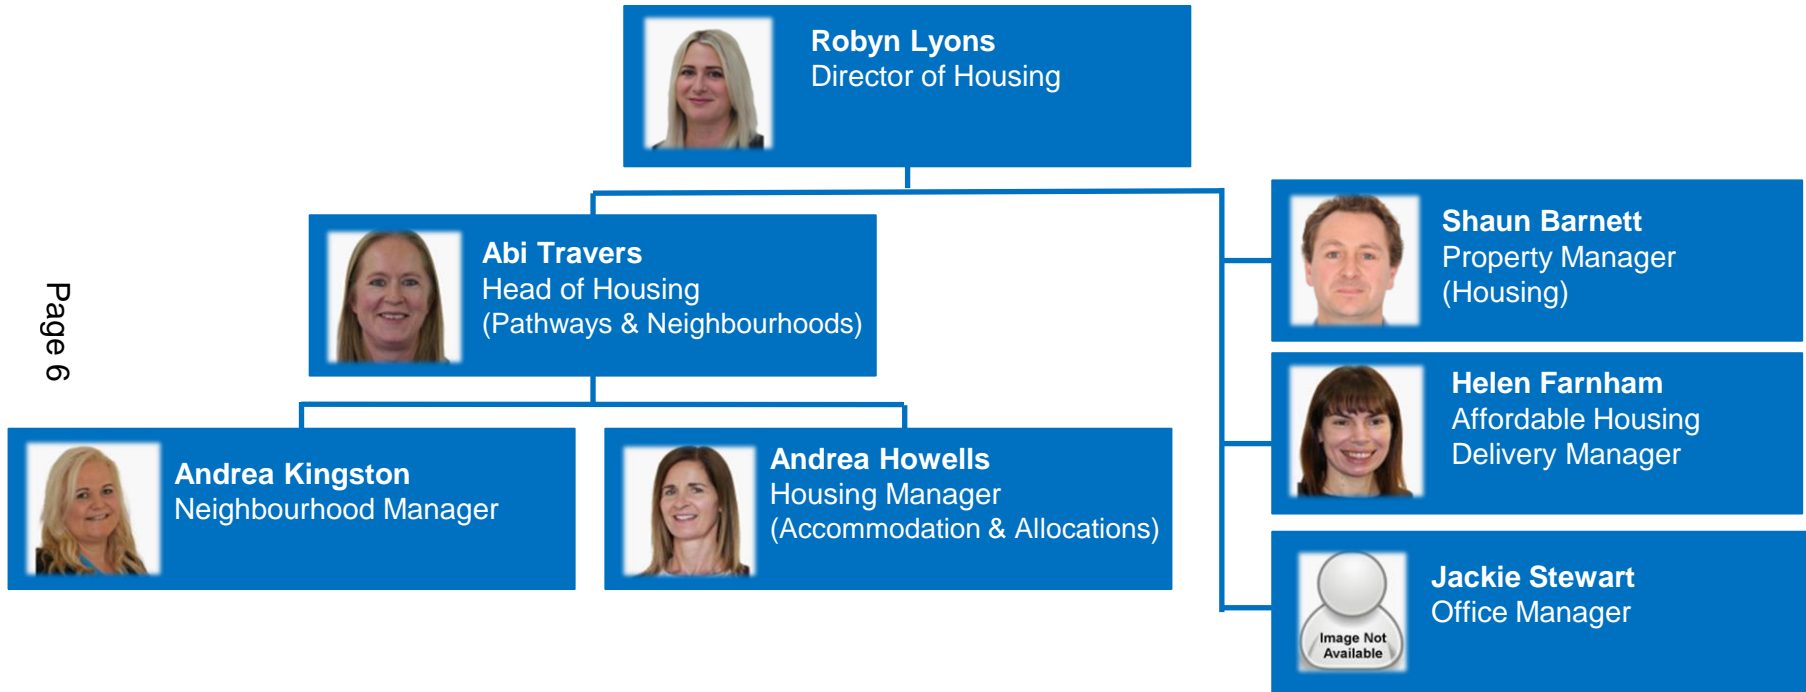 Robyn Lyons
Director of Housing
Abi Travers
Head of Housing
(Pathways & Neighbourhoods)
Andrea Kingston
Neighbourhood Manager
Andrea Howells
Housing Manager
(Accommodation & Allocations)
Shaun Barnett
Property Manager
(Housing)
Helen Farnham
Affordable Housing
Delivery Manager
Jackie Stewart
Office Manager
Image Not
Available
Page 6